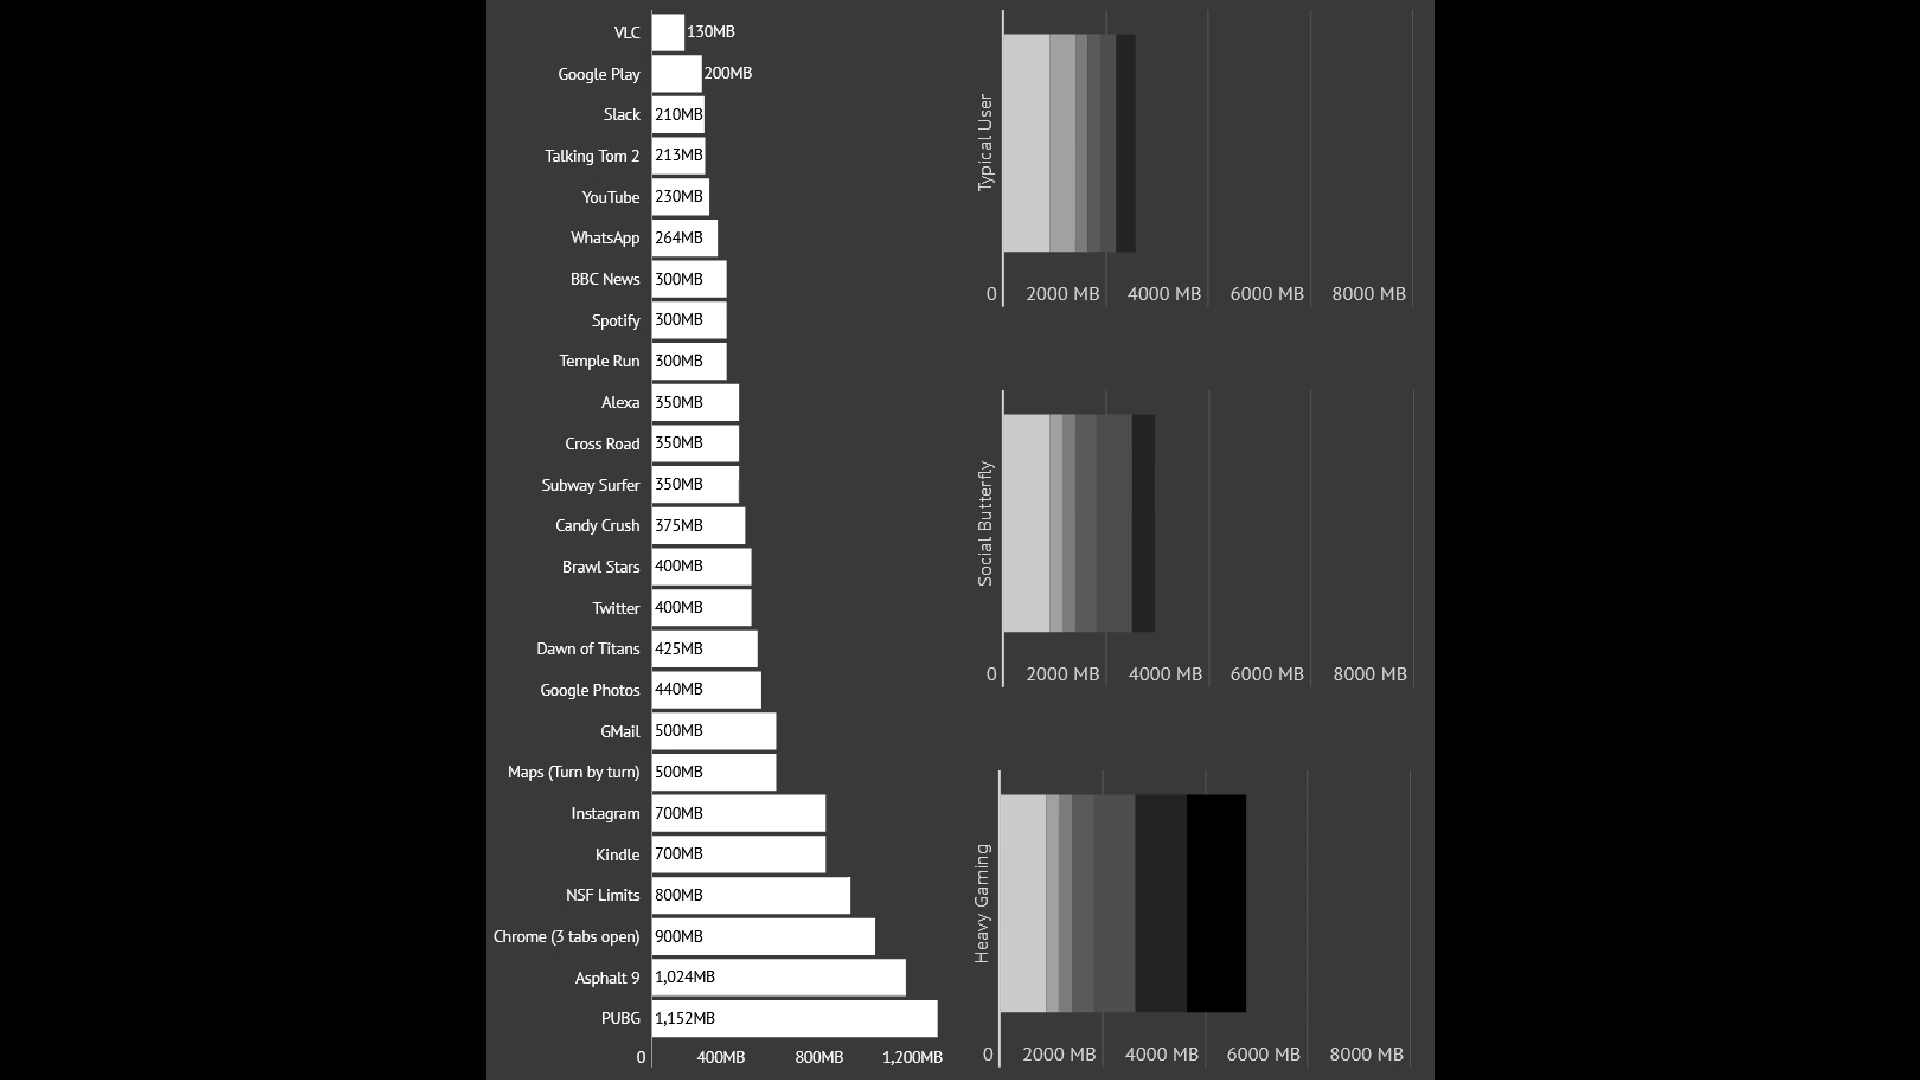 VLC 130MB
Google Play 200MB
Slack 210MB
Talking Tom 2 213MB
YouTube 230MB
WhatsApp 264MB
BBC News 300MB
Spotify 300MB
Temple Run 300MB
Alexa 350MB
Cross Road 350MB
Subway Surfer 350MB
Candy Crush 375MB
Brawl Stars 400MB
Twitter 400MB
Dawn of Titans 425MB
Google Photos 440MB
GMail 500MB
Maps (Turn by turn) 500MB
Instagram 700MB
Kindle 700MB
NSF Limits 800MB
Chrome (3 tabs open) 900MB
Asphalt 9 1,024MB
PUBG 1,152MB
0 400MB 800MB 1,200MB
Typical User
0 2000 MB 4000 MB 6000 MB 8000 MB
Social Butterfly
0 2000 MB 4000 MB 6000 MB 8000 MB
Heavy Gaming
0 2000 MB 4000 MB 6000 MB 8000 MB